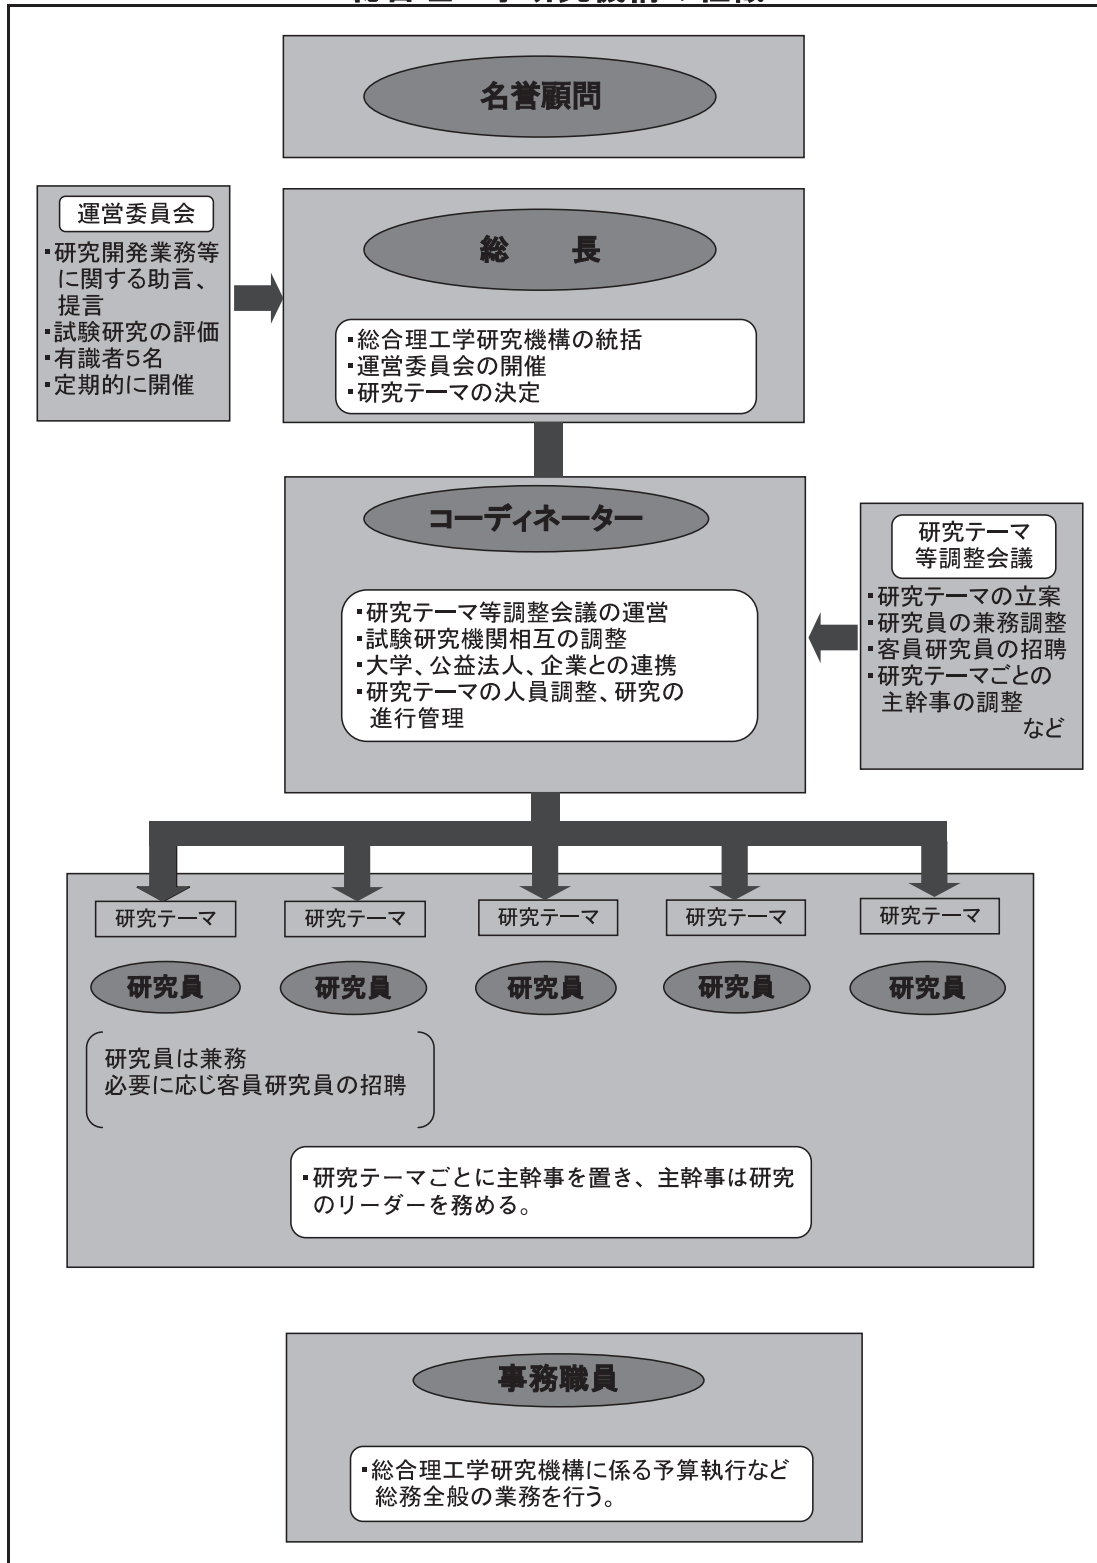 名誉顧問
運営委員会
▪研究開発業務等
に関する助言、
提言
▪試験研究の評価
▪有識者5名
▪定期的に開催
総　長
▪総合理工学研究機構の統括
▪運営委員会の開催
▪研究テーマの決定
コーディネーター
▪研究テーマ等調整会議の運営
▪試験研究機関相互の調整
▪大学、公益法人、企業との連携
▪研究テーマの人員調整、研究の
進行管理
研究テーマ
等調整会議
▪研究テーマの立案
▪研究員の兼務調整
▪客員研究員の招聘
▪研究テーマごとの
主幹事の調整
など
研究テーマ
研究テーマ
研究テーマ
研究テーマ
研究テーマ
研究員
研究員
研究員
研究員
研究員
研究員は兼務
必要に応じ客員研究員の招聘
▪研究テーマごとに主幹事を置き、主幹事は研究
のリーダーを務める。
事務職員
▪総合理工学研究機構に係る予算執行など
総務全般の業務を行う。